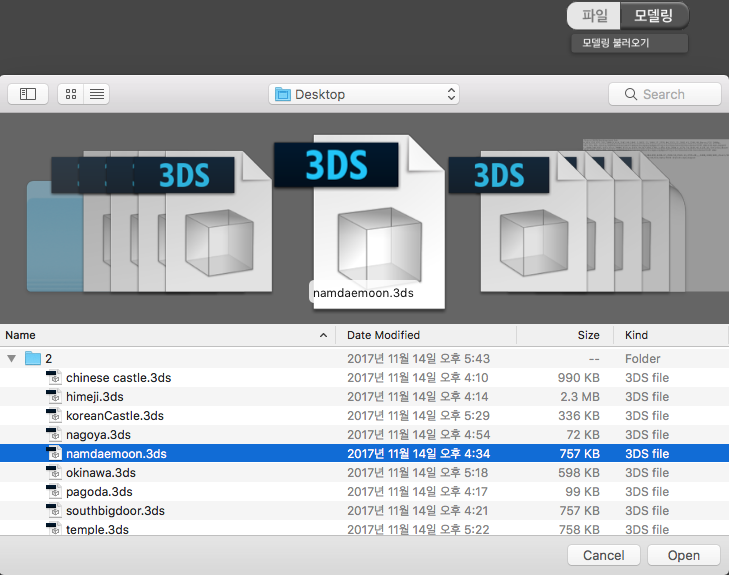 파일 모델링
모델링 불러오기
Desktop
Search
3DS 3DS 3DS
namdaemoon.3ds
Name Date Modified Size Kind
2 2017년 11월 14일 오후 5:43 -- Folder
chinese castle.3ds 2017년 11월 14일 오후 4:10 990 KB 3DS file
himeji.3ds 2017년 11월 14일 오후 4:14 2.3 MB 3DS file
koreanCastle.3ds 2017년 11월 14일 오후 5:29 336 KB 3DS file
nagoya.3ds 2017년 11월 14일 오후 4:54 72 KB 3DS file
namdaemoon.3ds 2017년 11월 14일 오후 4:34 757 KB 3DS file
okinawa.3ds 2017년 11월 14일 오후 5:18 598 KB 3DS file
pagoda.3ds 2017년 11월 14일 오후 4:17 99 KB 3DS file
southbigdoor.3ds 2017년 11월 14일 오후 4:21 757 KB 3DS file
temple.3ds 2017년 11월 14일 오후 5:22 758 KB 3DS file
Cancel Open